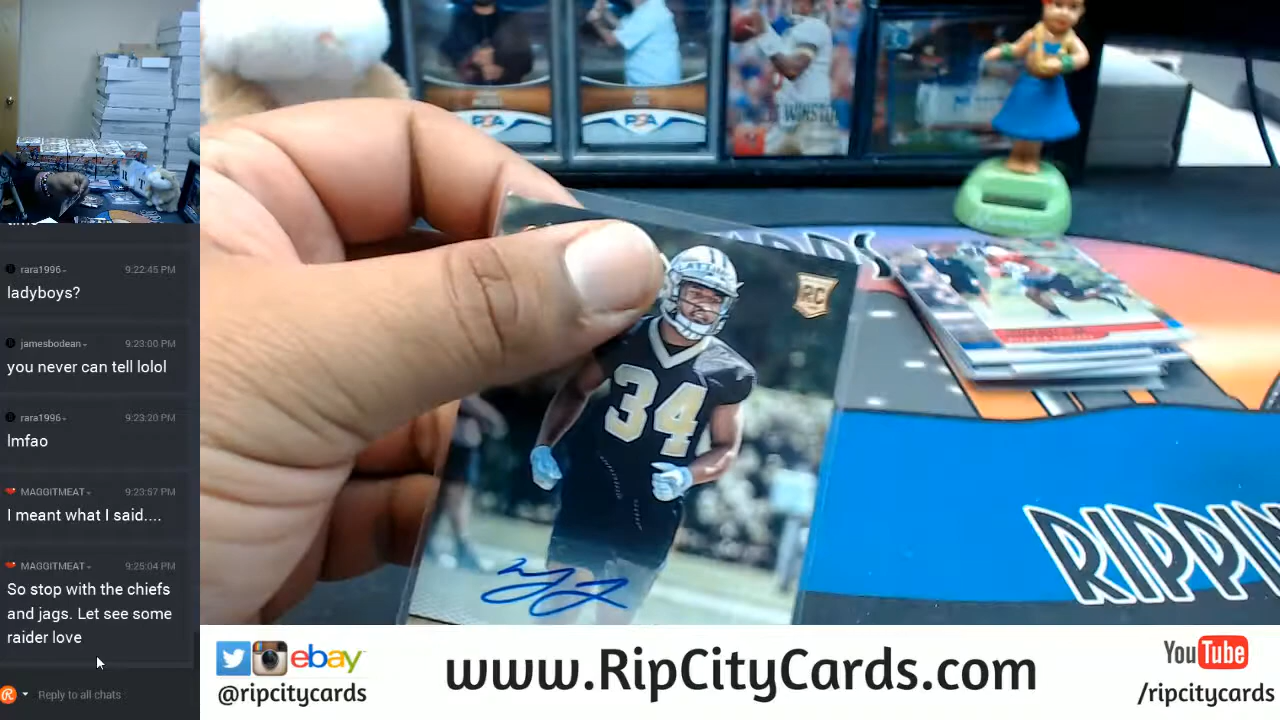 rara1996 9:22:45 PM
ladyboys?
jamesbodean 9:23:00 PM
you never can tell lolol
rara1996 9:23:20 PM
lmfao
MAGGITMEAT 9:23:57 PM
I meant what I said....
MAGGITMEAT 9:25:04 PM
So stop with the chiefs
and jags. Let see some
raider love
Reply to all chats
PSA
PSA
WINSTON
RC
34
RIPPIN
ebay
@ripcitycards
www.RipCityCards.com
YouTube
/ripcitycards